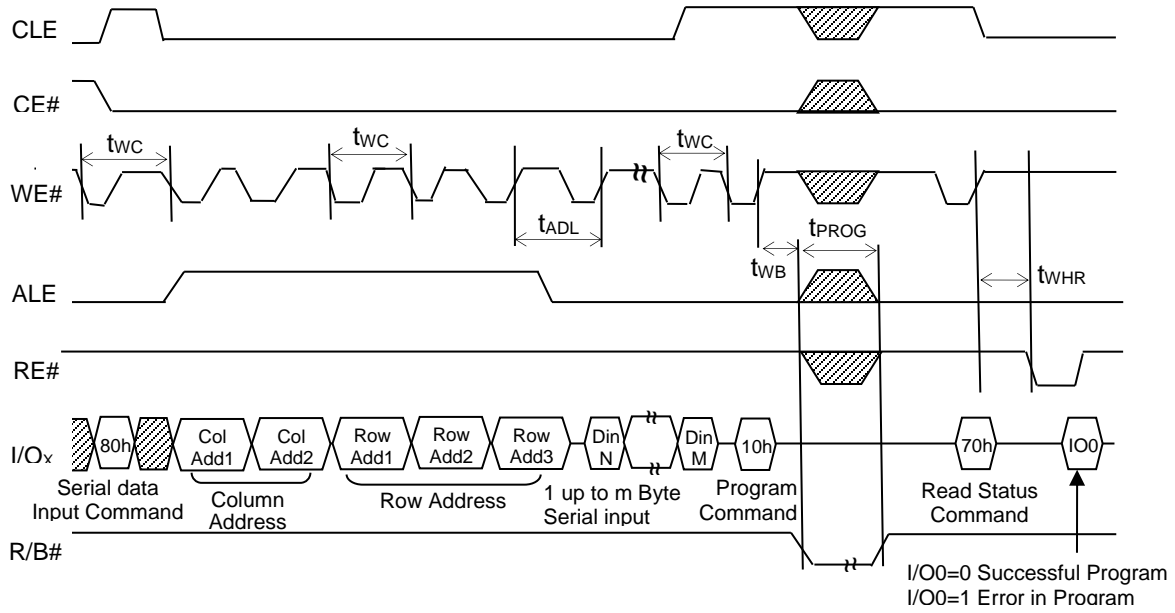 CLE
CE#
tWC
tWC
tWC
WE#
tADL
tPROG
tWB
ALE
tWHR
RE#
I/Ox
80h
Col Add1
Col Add2
Row Add1
Row Add2
Row Add3
Din N
Din M
10h
70h
IO0
Serial data
Input Command
Column
Address
Row Address
1 up to m Byte
Serial input
Program
Command
Read Status
Command
R/B#
I/O0=0 Successful Program
I/O0=1 Error in Program